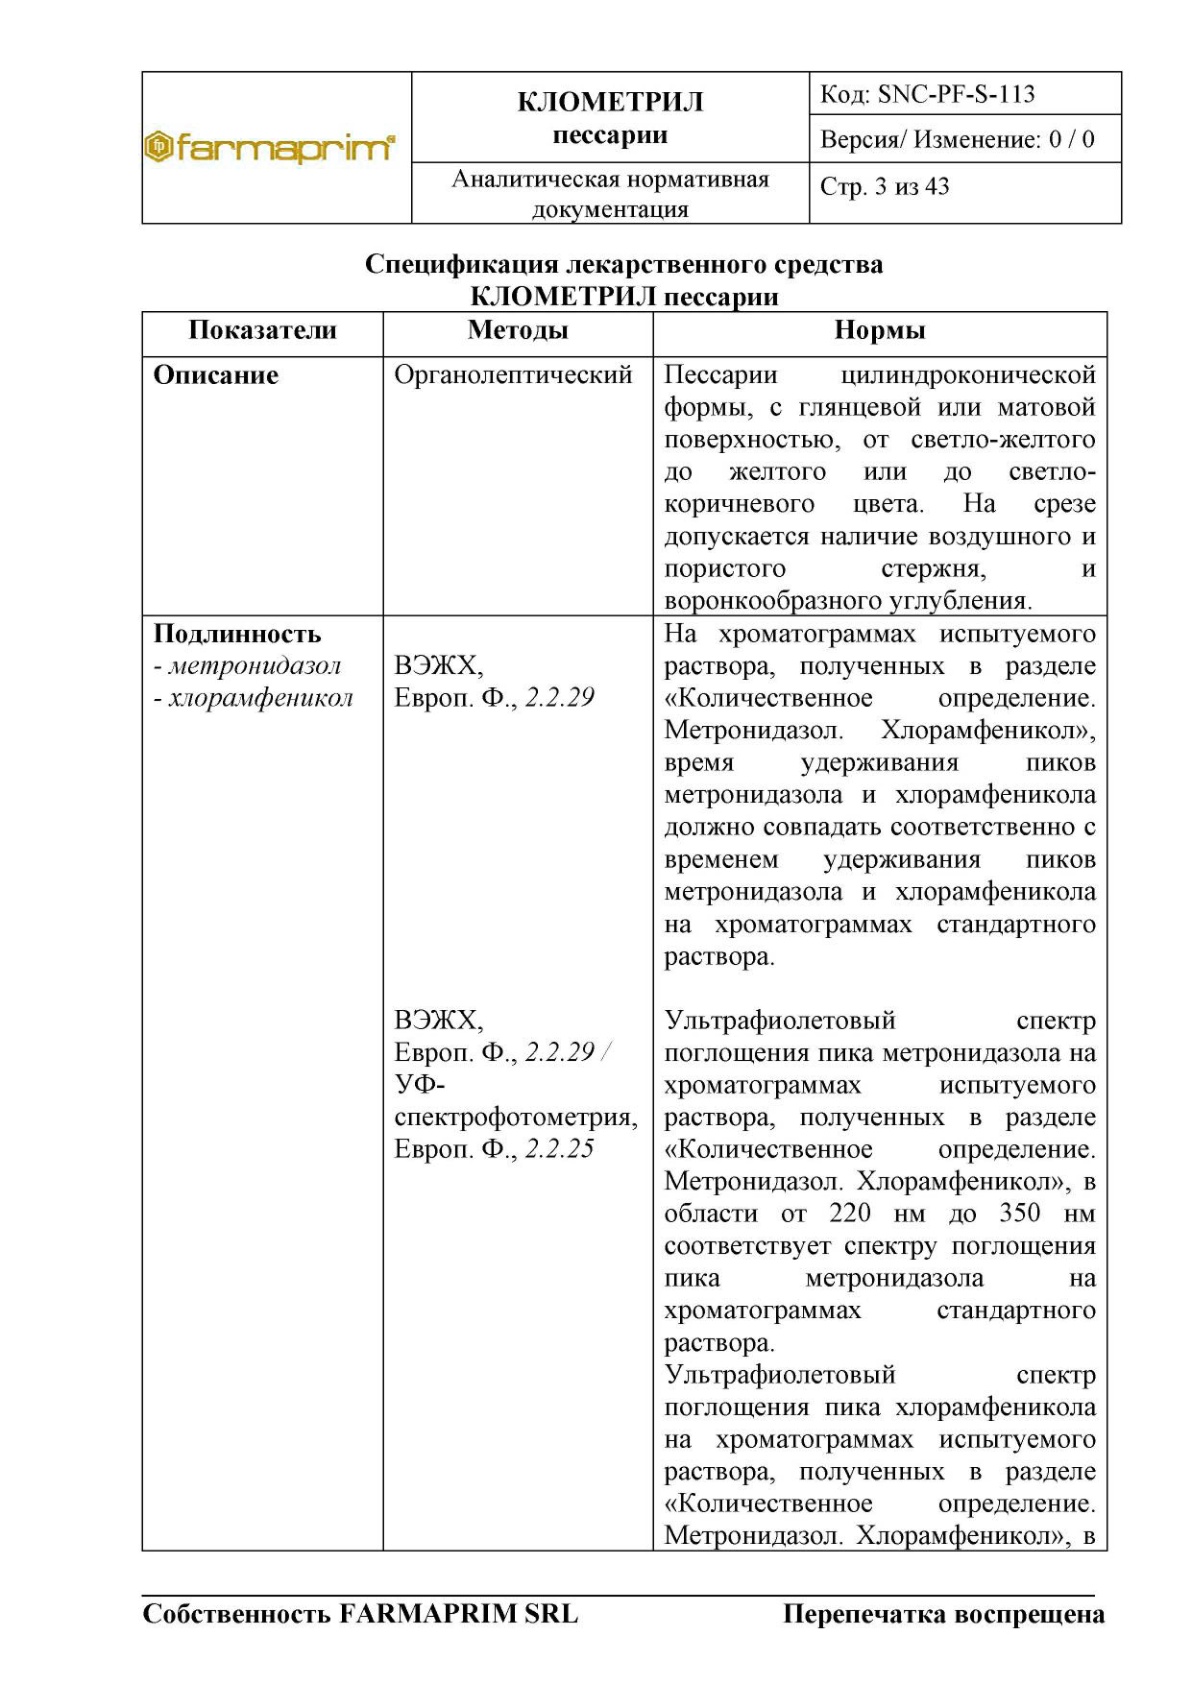 farmaprim
КЛОМЕТРИЛ
пессарии
Код: SNC-PF-S-113
Версия/ Изменение: 0 / 0
Аналитическая нормативная
документация
Стр. 3 из 43
Спецификация лекарственного средства
КЛОМЕТРИЛ пессарии
Показатели Методы Нормы
Описание
Органолептический
Пессарии цилиндроконической
формы, с глянцевой или матовой
поверхностью, от светло-желтого
до желтого или до светло-
коричневого цвета. На срезе
допускается наличие воздушного и
пористого стержня, и
воронкообразного углубления.
Подлинность
- метронидазол
- хлорамфеникол
ВЭЖХ,
Европ. Ф., 2.2.29
На хроматограммах испытуемого
раствора, полученных в разделе
«Количественное определение.
Метронидазол. Хлорамфеникол»,
время удерживания пиков
метронидазола и хлорамфеникола
должно совпадать соответственно с
временем удерживания пиков
метронидазола и хлорамфеникола
на хроматограммах стандартного
раствора.
ВЭЖХ,
Европ. Ф., 2.2.29 /
УФ-
спектрофотометрия,
Европ. Ф., 2.2.25
Ультрафиолетовый спектр
поглощения пика метронидазола на
хроматограммах испытуемого
раствора, полученных в разделе
«Количественное определение.
Метронидазол. Хлорамфеникол», в
области от 220 нм до 350 нм
соответствует спектру поглощения
пика метронидазола на
хроматограммах стандартного
раствора.
Ультрафиолетовый спектр
поглощения пика хлорамфеникола
на хроматограммах испытуемого
раствора, полученных в разделе
«Количественное определение.
Метронидазол. Хлорамфеникол», в
Собственность FARMAPRIM SRL Перепечатка воспрещена